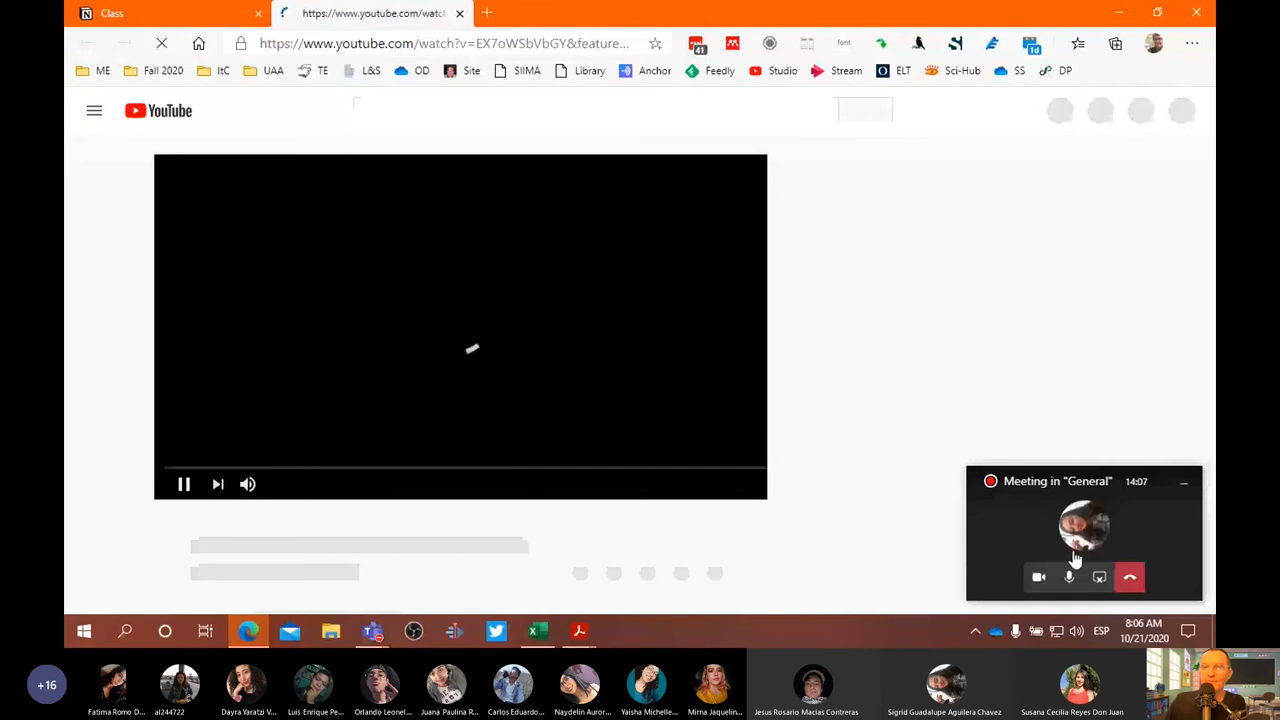 Class
https://www.youtube.com/watc
https://www.youtube.com/watch?v=EX7oWSbVbGY&feature...
41
font
1d
ME
Fall 2020
ItC
UAA
TE
L&S
OD
Site
SIIMA
Library
Anchor
Feedly
Studio
Stream
ELT
Sci-Hub
SS
DP
YouTube
Meeting in "General"
14:07
ESP
8:06 AM
10/21/2020
+16
Fatima Romo D...
al244722
Dayra Yaratzi V...
Luis Enrique Pe...
Orlando Leonel...
Juana Paulina R...
Carlos Eduardo...
Naydelin Auror...
Yaisha Michelle...
Mirna Jaquelin...
Jesus Rosario Macias Contreras
Sigrid Guadalupe Aguilera Chavez
Susana Cecilia Reyes Don Juan